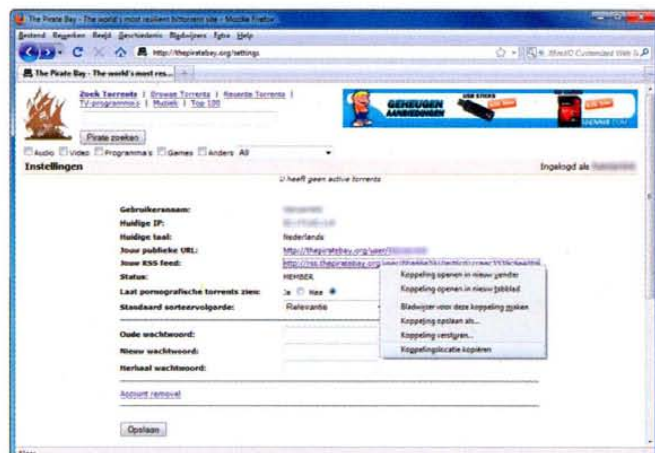 The Pirate Bay - The world's most resilient bittorrent site - Mozilla Firefox
Bestand Bewerken Beeld Geschiedenis Bladwijzers Extra Help
http://thepiratebay.org/settings
The Pirate Bay - The world's most res...
Zoek Torrents | Browse Torrents | Recente Torrents |
TV-programma's | Muziek | Top 100
GEHEUGEN
AANBIEDINGEN
USB STICKS
Pirate zoeken
Audio Video Programma's Games Anders All
Instellingen Ingelogd als
U heeft geen active torrents
Gebruikersnaam:
Huidige IP:
Huidige taal: Nederlands
Jouw publieke URL: http://thepiratebay.org/user/
Jouw RSS feed: http://rss.thepiratebay.org/user/
Status: MEMBER
Laat pornografische torrents zien: Ja Nee
Standaard sorteervolgorde: Relevantie
Koppeling openen in nieuw venster
Koppeling openen in nieuw tabblad
Bladwijzer voor deze koppeling maken
Koppeling opslaan als...
Koppeling versturen...
Koppelingslocatie kopiëren
Oude wachtwoord:
Nieuw wachtwoord:
Herhaal wachtwoord:
Account removal
Opslaan